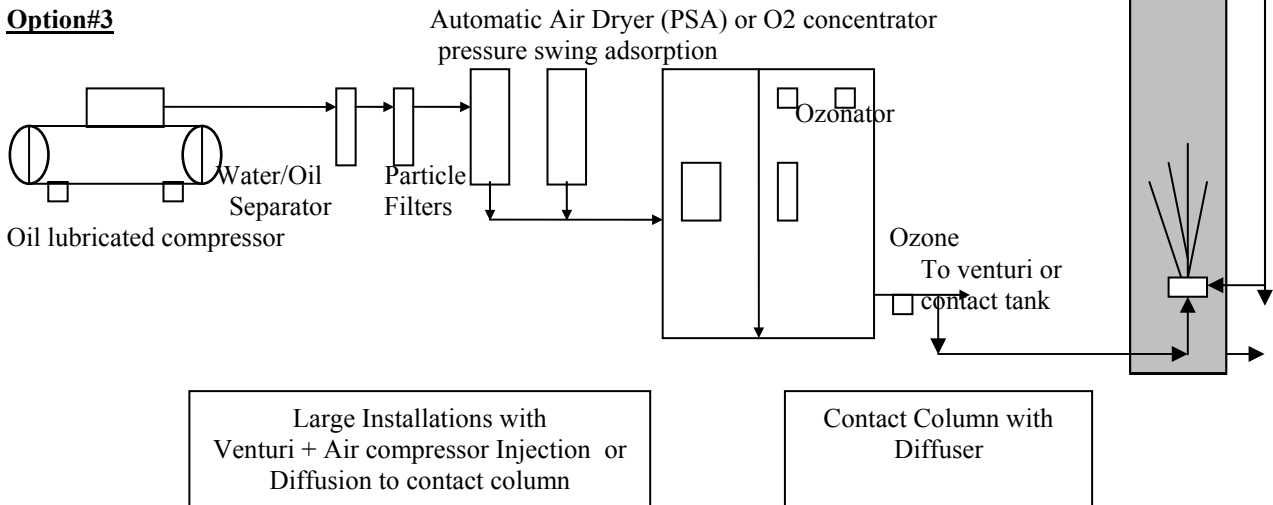 Option#3
Automatic Air Dryer (PSA) or O2 concentrator
pressure swing adsorption
Ozonator
Water/Oil
Separator
Particle
Filters
Oil lubricated compressor
Ozone
To venturi or
contact tank
Large Installations with
Venturi + Air compressor Injection or
Diffusion to contact column
Contact Column with
Diffuser